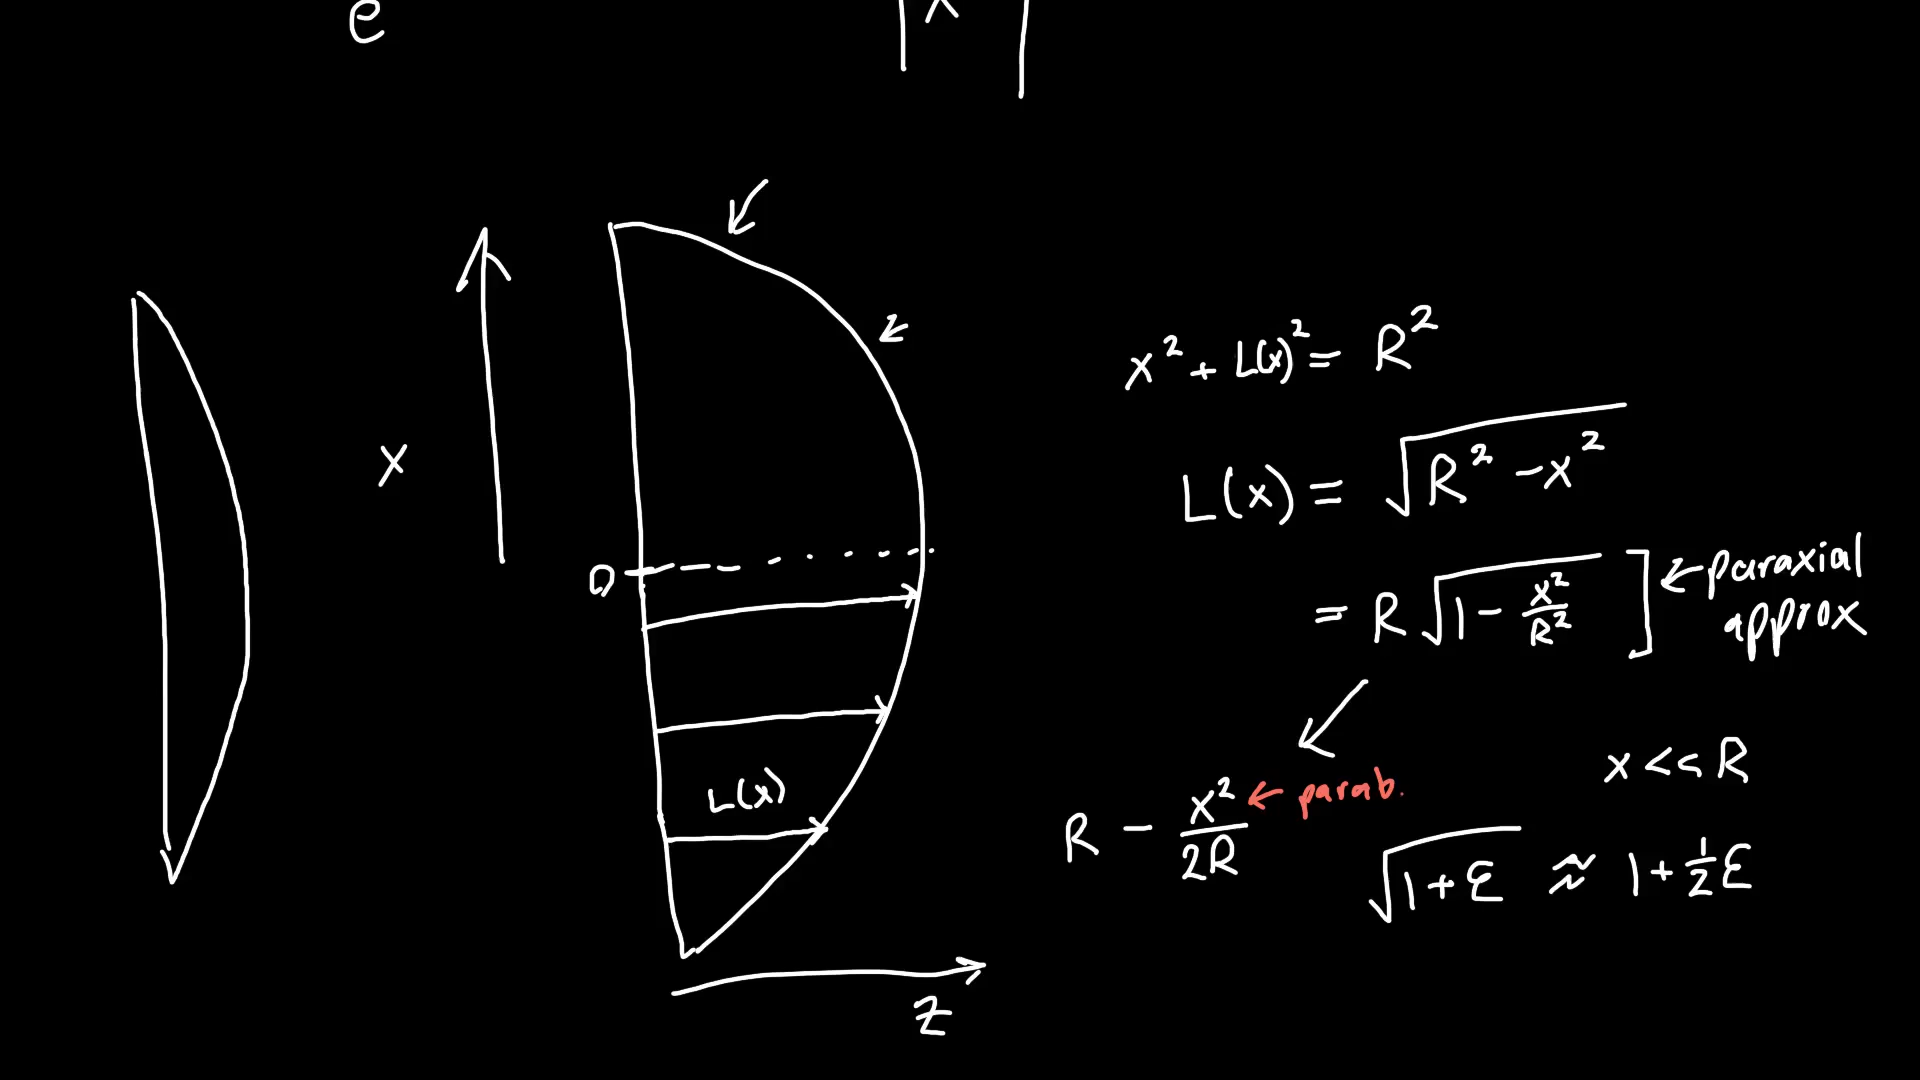 e
x
x² + L(x)² = R²
L(x) = √(R² - x²)
= R √(1 - x²/R²) ] ← paraxial
approx
x
0
L(x)
z
R - x²/2R ← parab.
x << R
√(1+ε) ≈ 1 + ½ε